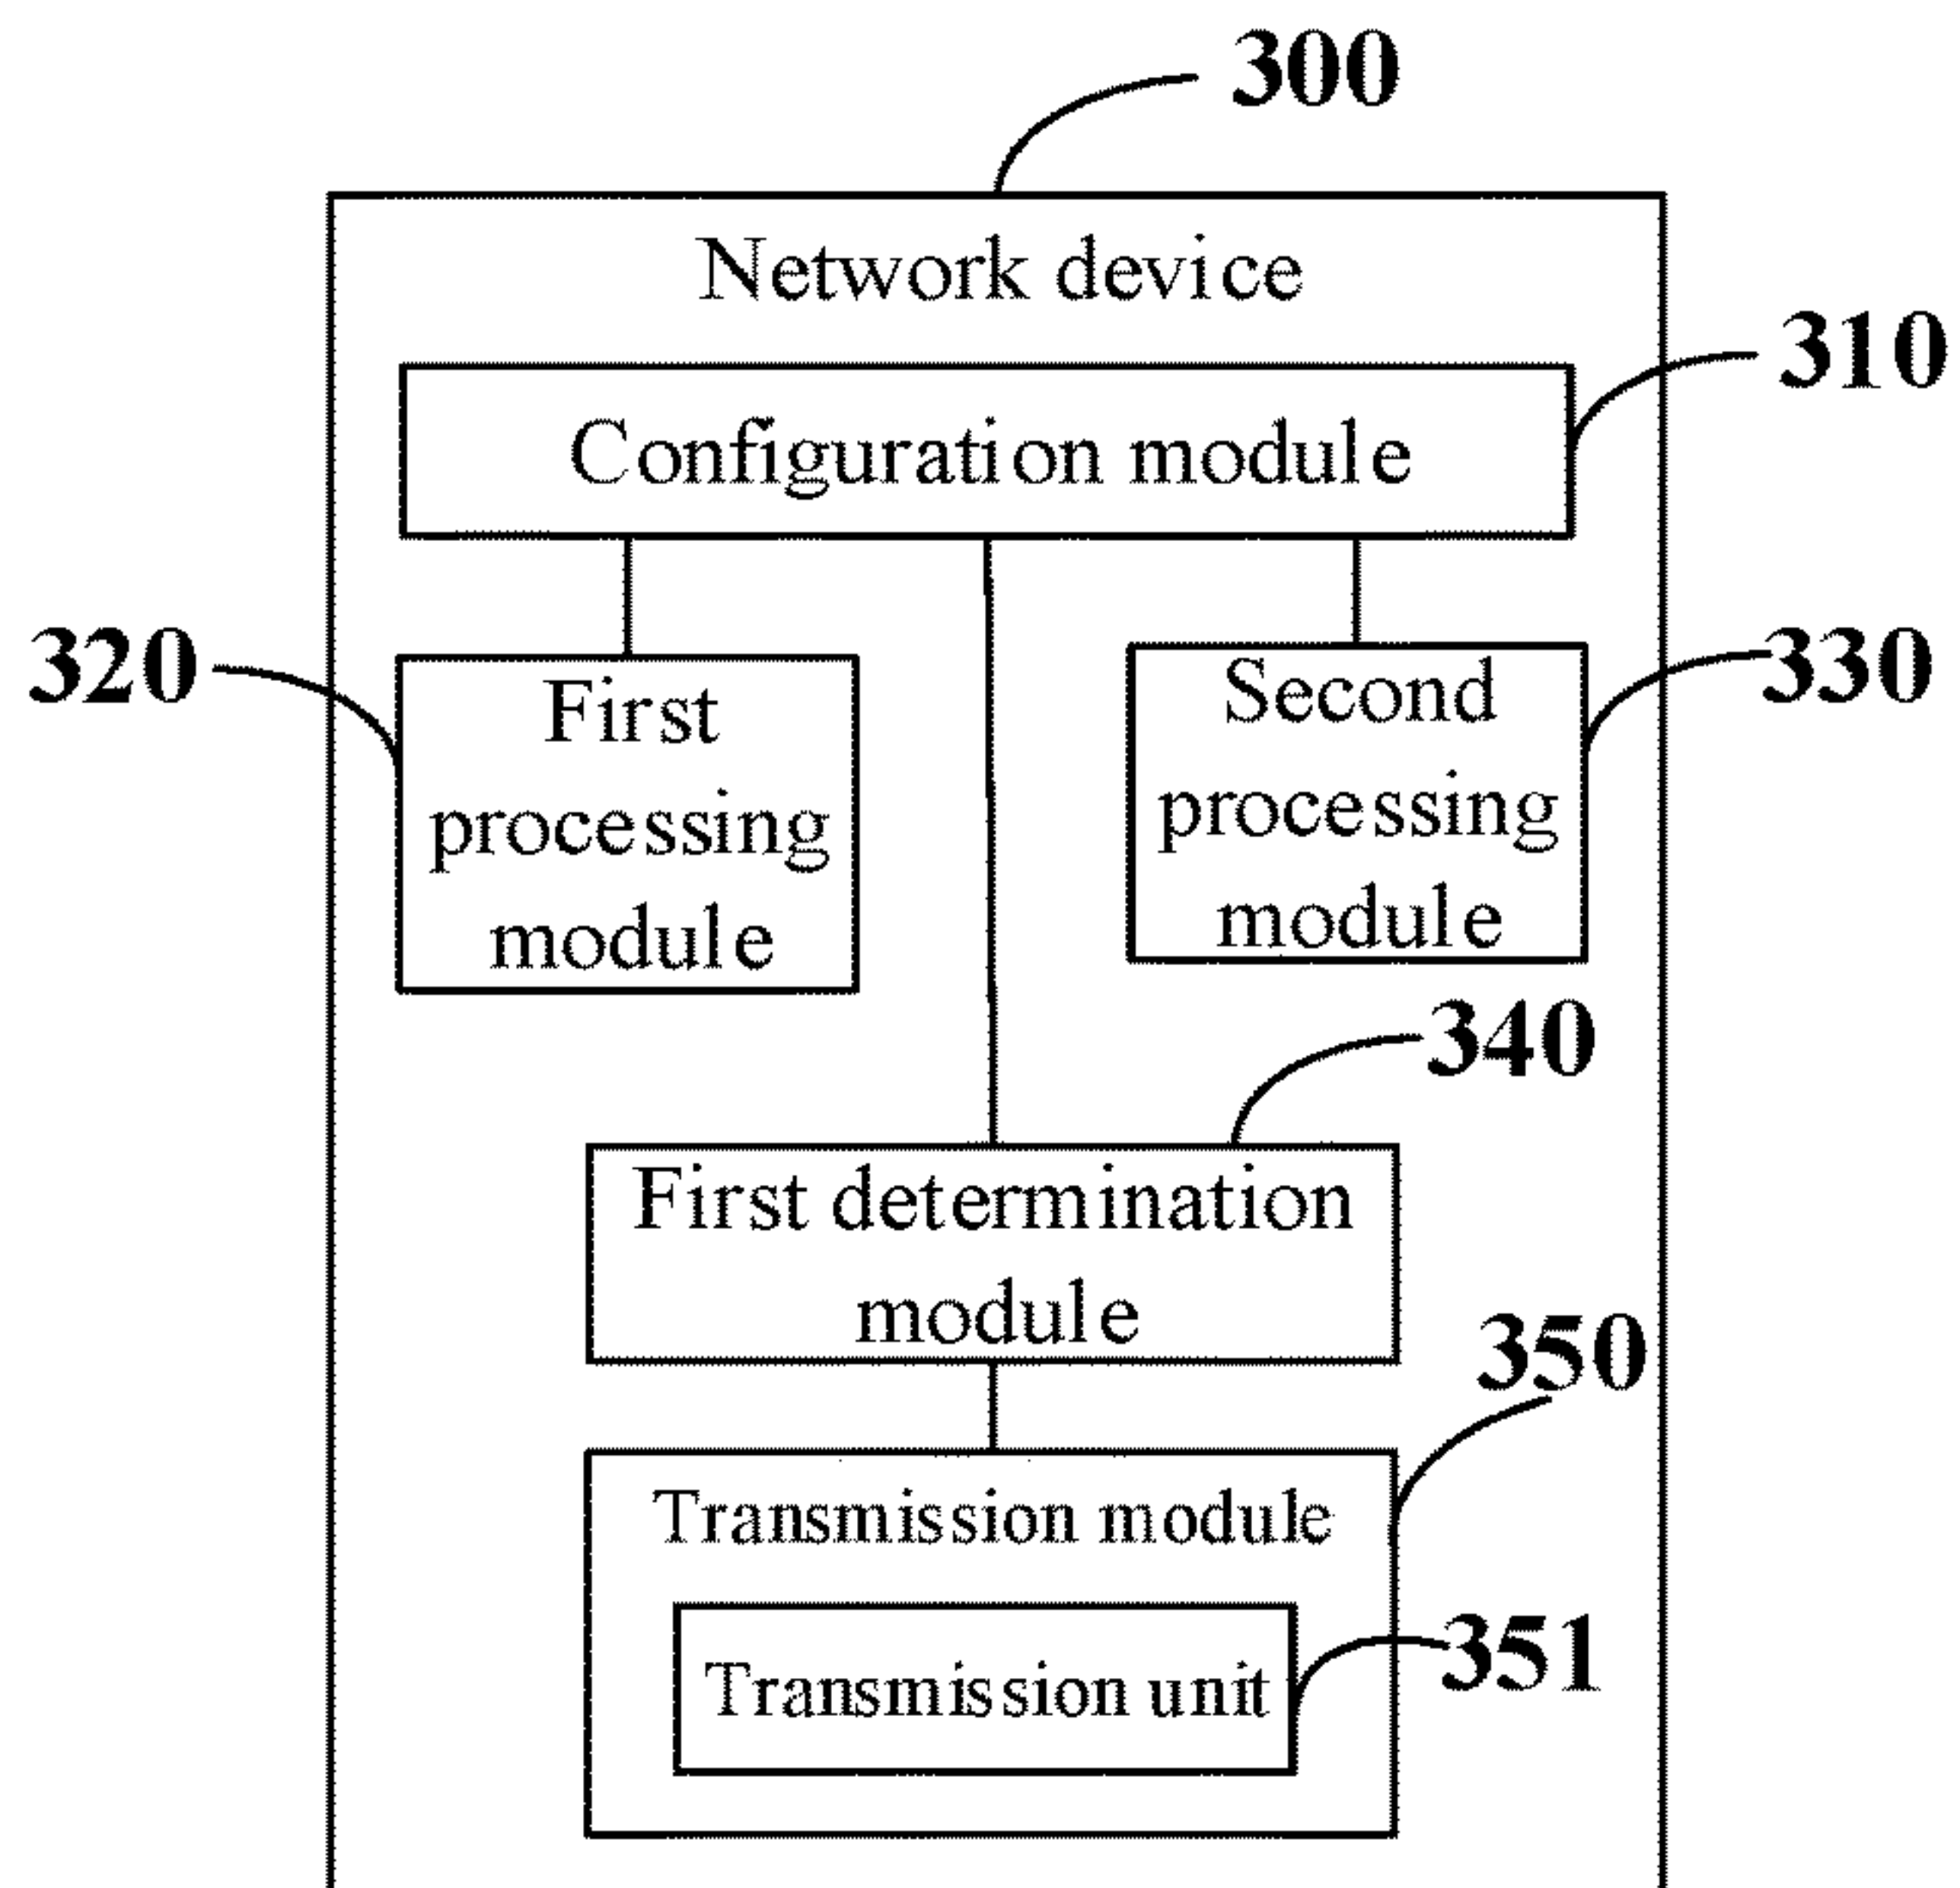 300
Network device
310
Configuration module
320
First
processing
module
330
Second
processing
module
340
First determination
module
350
Transmission module
351
Transmission unit